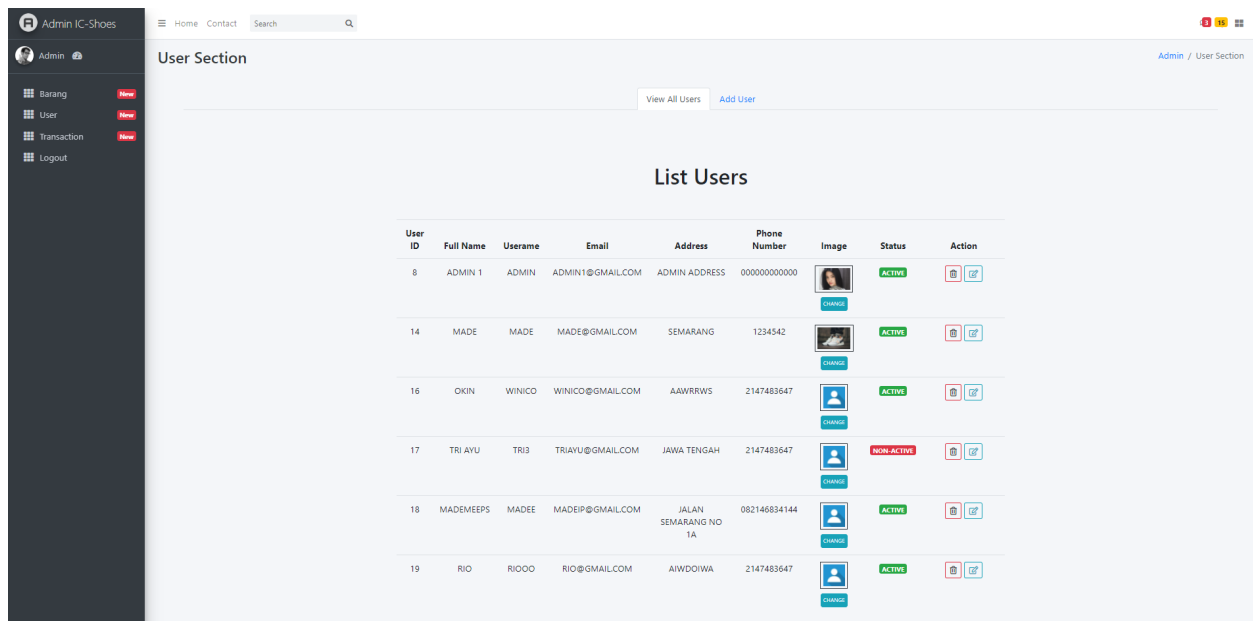 Admin IC-Shoes
Home Contact Search
3 15
Admin
User Section
Admin / User Section
Barang New
User New
Transaction New
Logout
View All Users Add User
List Users
User ID Full Name Userame Email Address Phone Number Image Status Action
8 ADMIN 1 ADMIN ADMIN1@GMAIL.COM ADMIN ADDRESS 000000000000 ACTIVE
CHANGE
14 MADE MADE MADE@GMAIL.COM SEMARANG 1234542 ACTIVE
CHANGE
16 OKIN WINICO WINICO@GMAIL.COM AAWRRWS 2147483647 ACTIVE
CHANGE
17 TRI AYU TRI3 TRIAYU@GMAIL.COM JAWA TENGAH 2147483647 NON-ACTIVE
CHANGE
18 MADEMEEPS MADEE MADEIP@GMAIL.COM JALAN SEMARANG NO 1A 082146834144 ACTIVE
CHANGE
19 RIO RIOOO RIO@GMAIL.COM AIWDOIWA 2147483647 ACTIVE
CHANGE